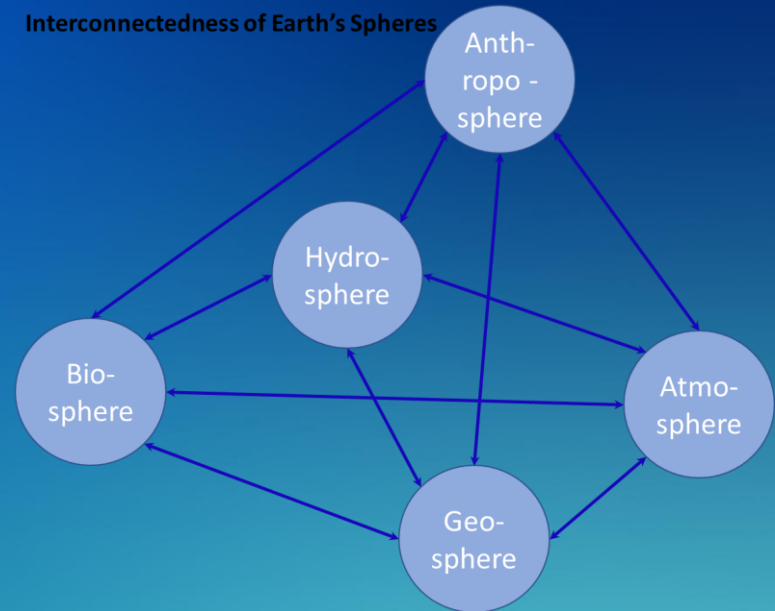 Interconnectedness of Earth's Spheres
Anth-
ropo -
sphere
Hydro-
sphere
Bio-
sphere
Atmo-
sphere
Geo-
sphere